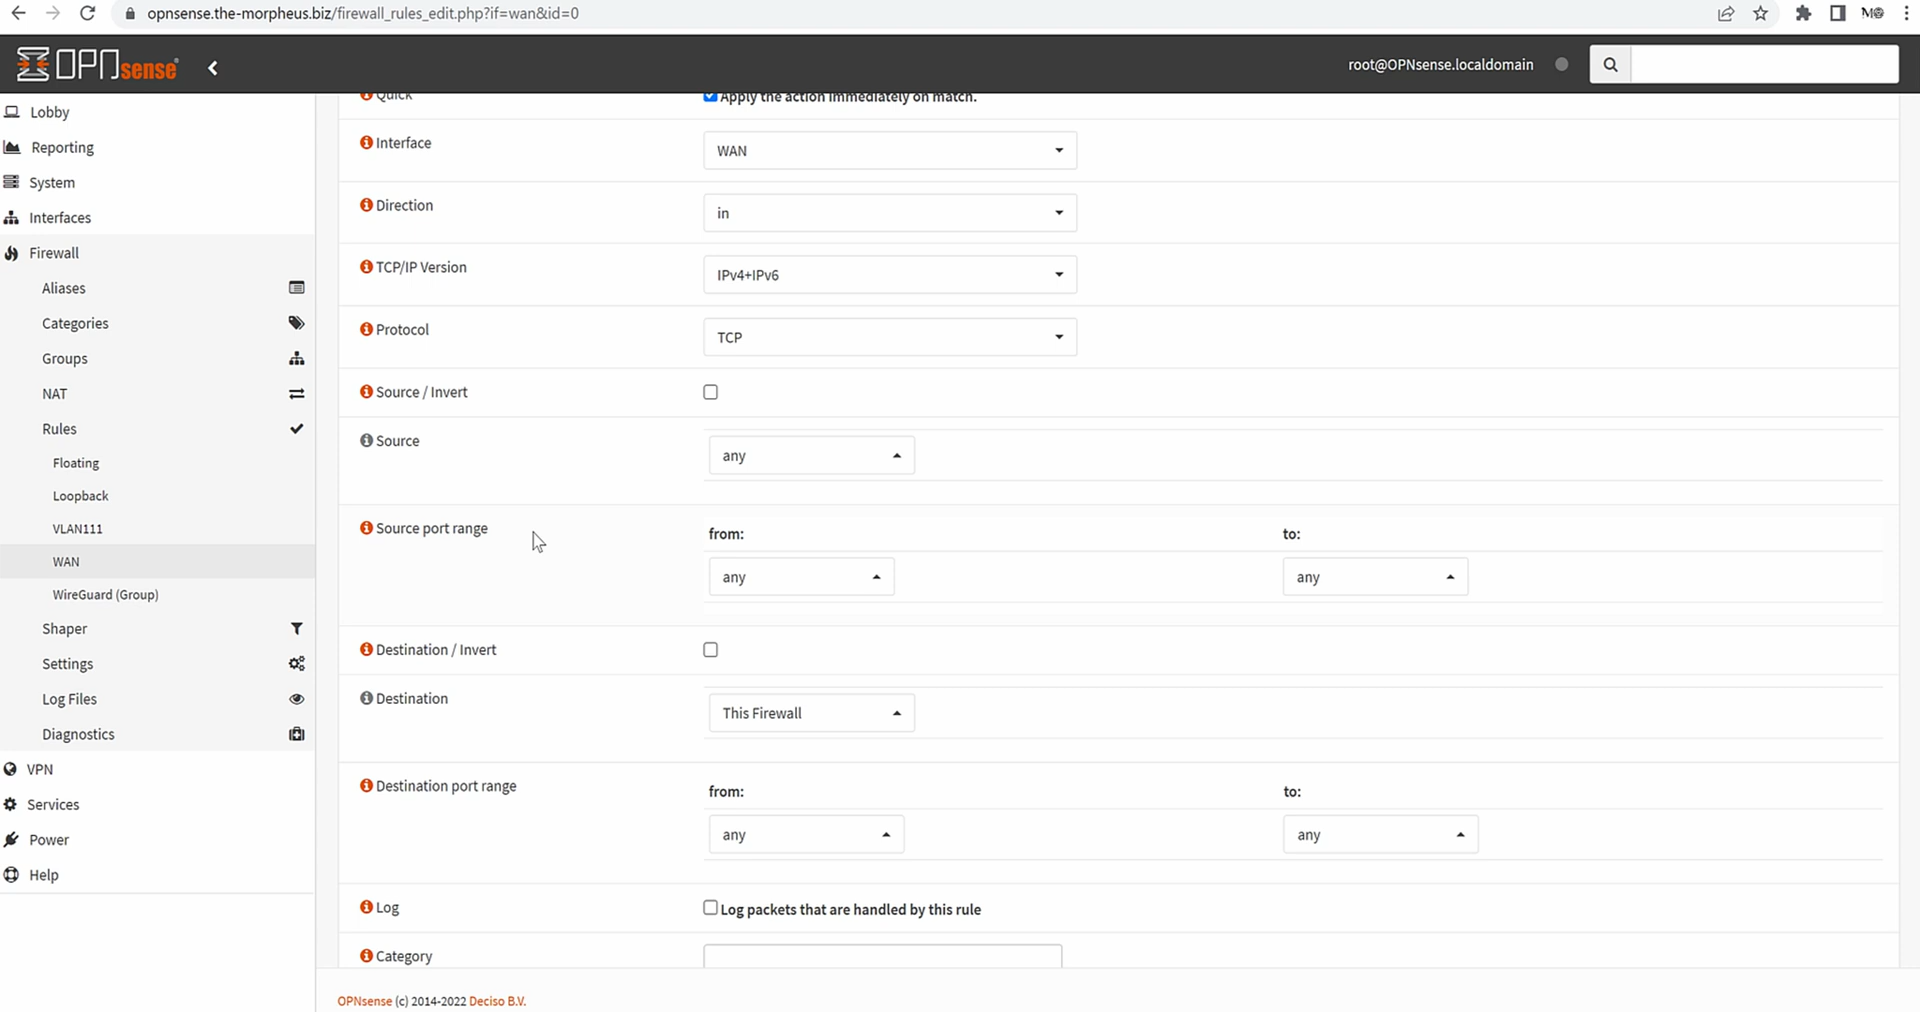 opnsense.the-morpheus.biz/firewall_rules_edit.php?if=wan&id=0
OPNsense
root@OPNsense.localdomain
Lobby
Reporting
System
Interfaces
Firewall
Aliases
Categories
Groups
NAT
Rules
Floating
Loopback
VLAN111
WAN
WireGuard (Group)
Shaper
Settings
Log Files
Diagnostics
VPN
Services
Power
Help
Quick
Apply the action immediately on match.
Interface
WAN
Direction
in
TCP/IP Version
IPv4+IPv6
Protocol
TCP
Source / Invert
Source
any
Source port range
from:
to:
any
any
Destination / Invert
Destination
This Firewall
Destination port range
from:
to:
any
any
Log
Log packets that are handled by this rule
Category
OPNsense (c) 2014-2022 Deciso B.V.